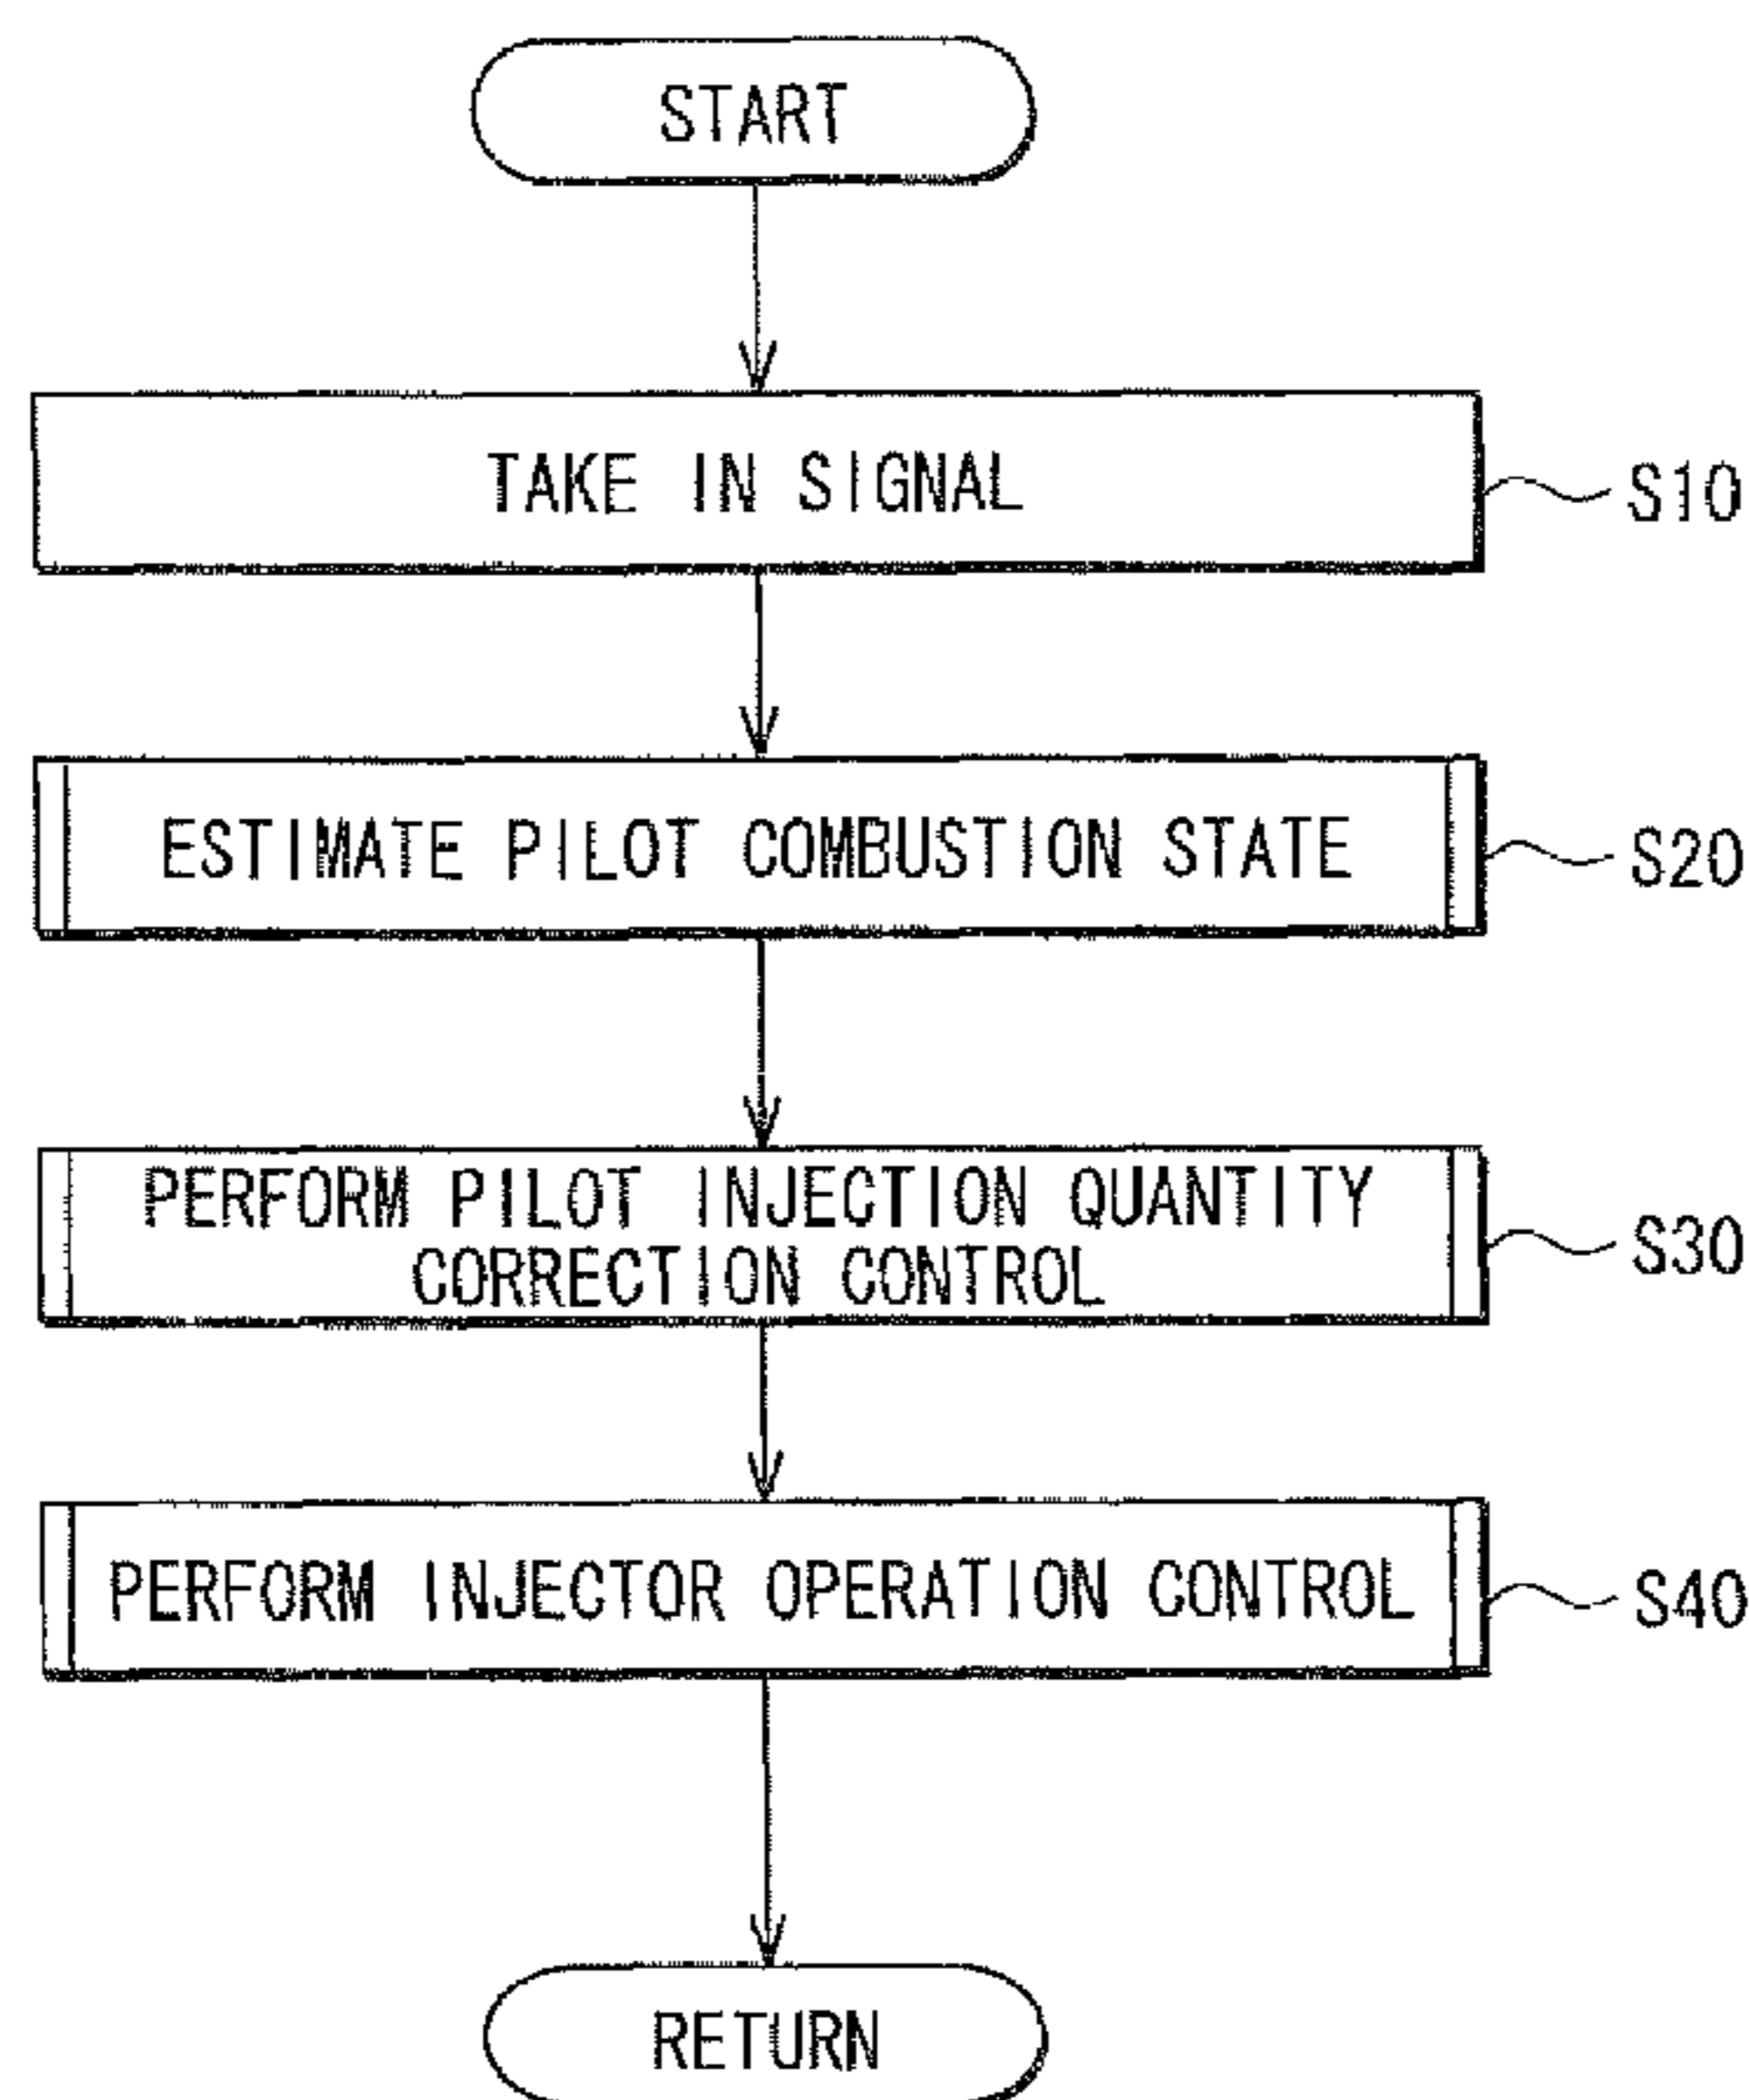 START
TAKE IN SIGNAL
S10
ESTIMATE PILOT COMBUSTION STATE
S20
PERFORM PILOT INJECTION QUANTITY
CORRECTION CONTROL
S30
PERFORM INJECTOR OPERATION CONTROL
S40
RETURN